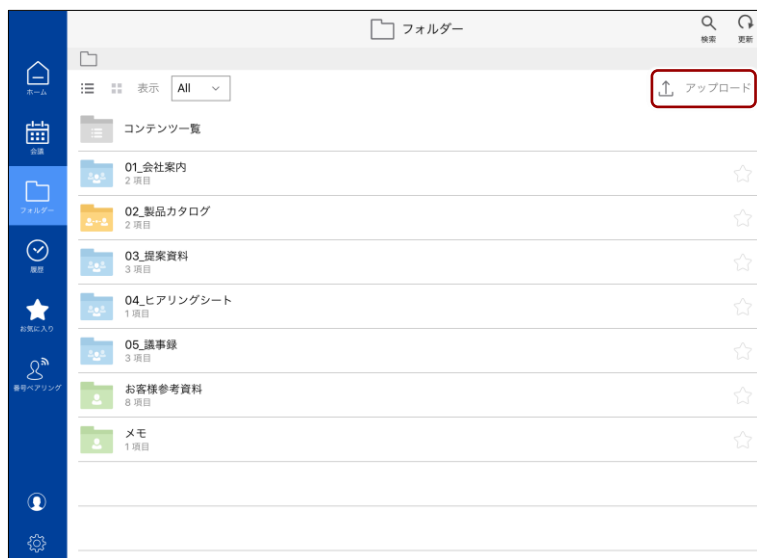 フォルダー
検索
更新
表示
All
アップロード
ホーム
会議
フォルダー
履歴
お気に入り
番号ペアリング
コンテンツ一覧
01_会社案内
2 項目
02_製品カタログ
2 項目
03_提案資料
3 項目
04_ヒアリングシート
1 項目
05_議事録
3 項目
お客様参考資料
8 項目
メモ
1 項目